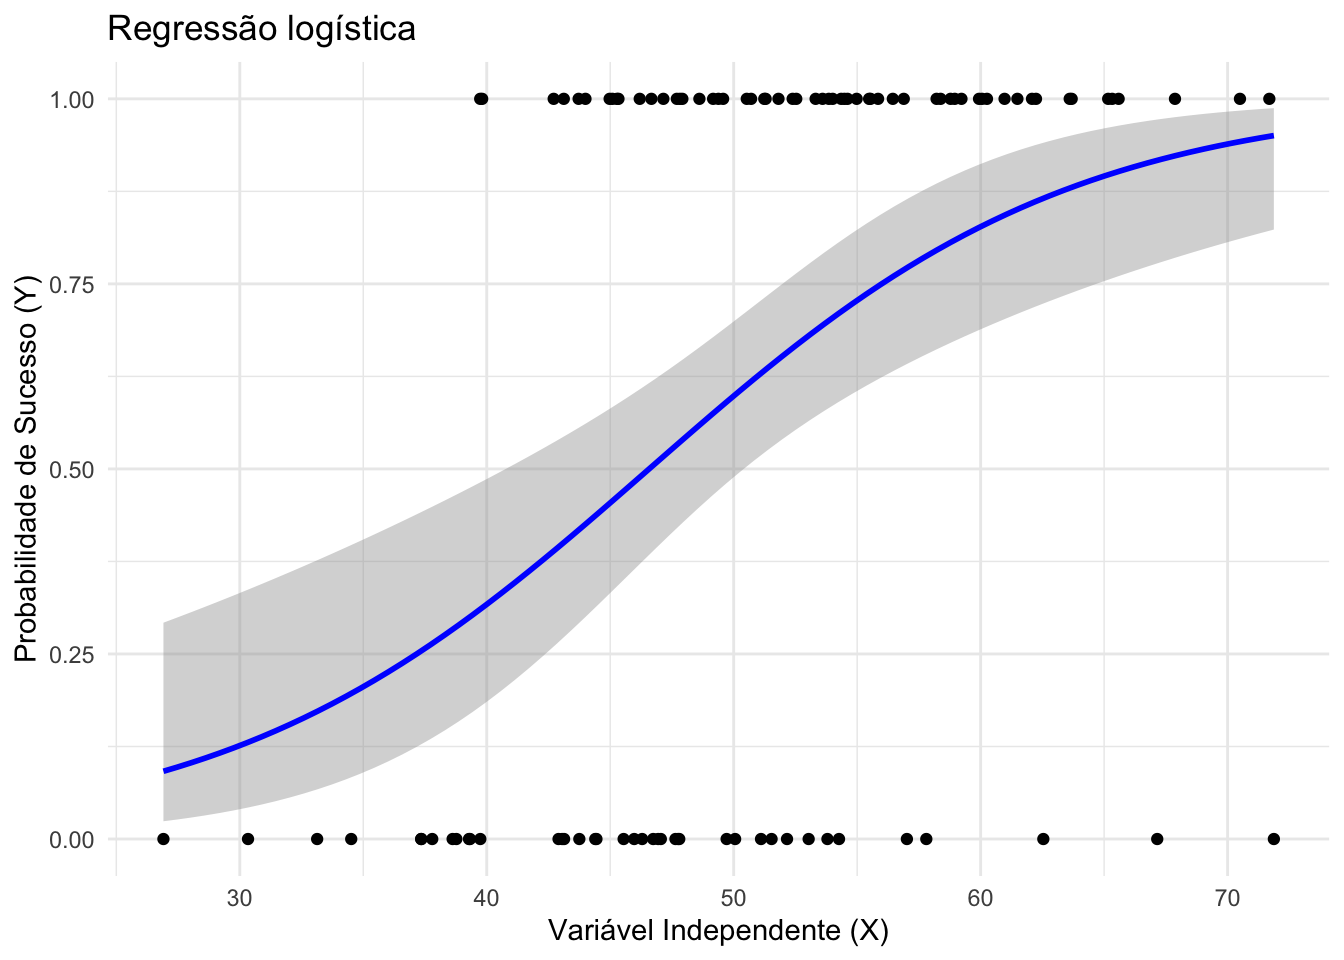 Regressão logística
Probabilidade de Sucesso (Y)
1.00
0.75
0.50
0.25
0.00
30 40 50 60 70
Variável Independente (X)